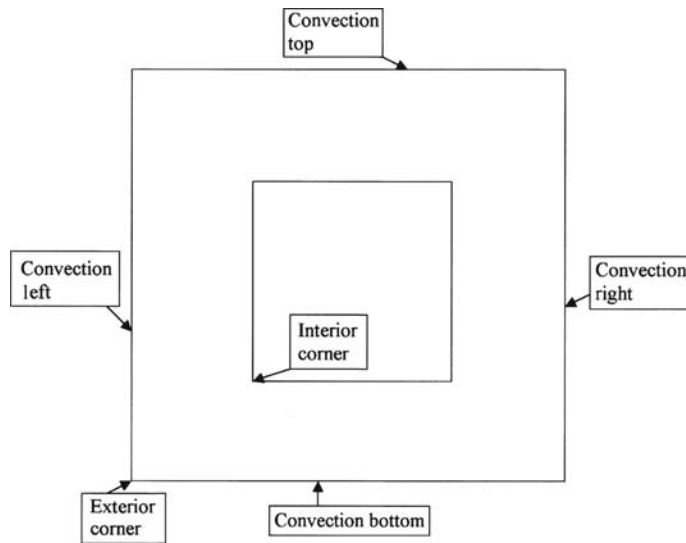 Convection
top
Convection
left
Convection
right
Interior
corner
Exterior
corner
Convection bottom